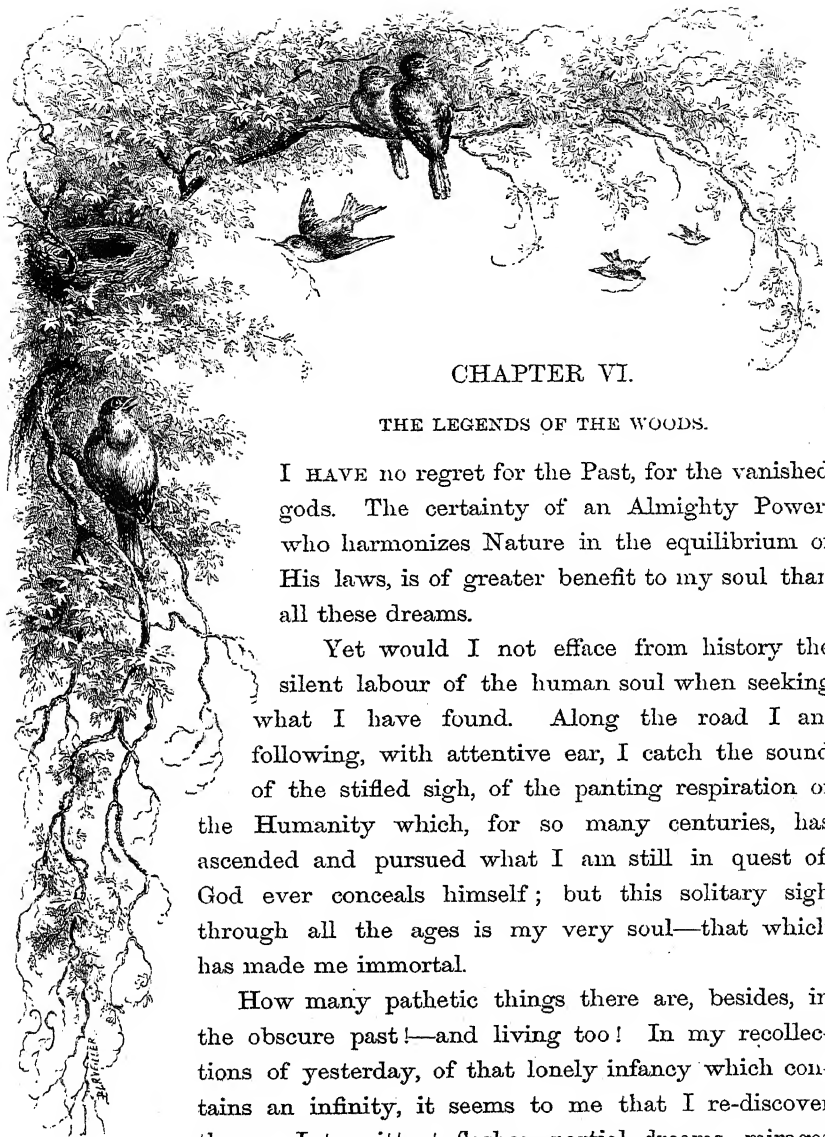 CHAPTER VI.
THE LEGENDS OF THE WOODS.
I HAVE no regret for the Past, for the vanished
gods. The certainty of an Almighty Power
who harmonizes Nature in the equilibrium of
His laws, is of greater benefit to my soul than
all these dreams.
Yet would I not efface from history the
silent labour of the human soul when seeking
what I have found. Along the road I am
following, with attentive ear, I catch the sound
of the stifled sigh, of the panting respiration of
the Humanity which, for so many centuries, has
ascended and pursued what I am still in quest of
God ever conceals himself; but this solitary sigh
through all the ages is my very soul—that which
has made me immortal.
How many pathetic things there are, besides, in
the obscure past!—and living too! In my recollec-
tions of yesterday, of that lonely infancy which con-
tains an infinity, it seems to me that I re-discover